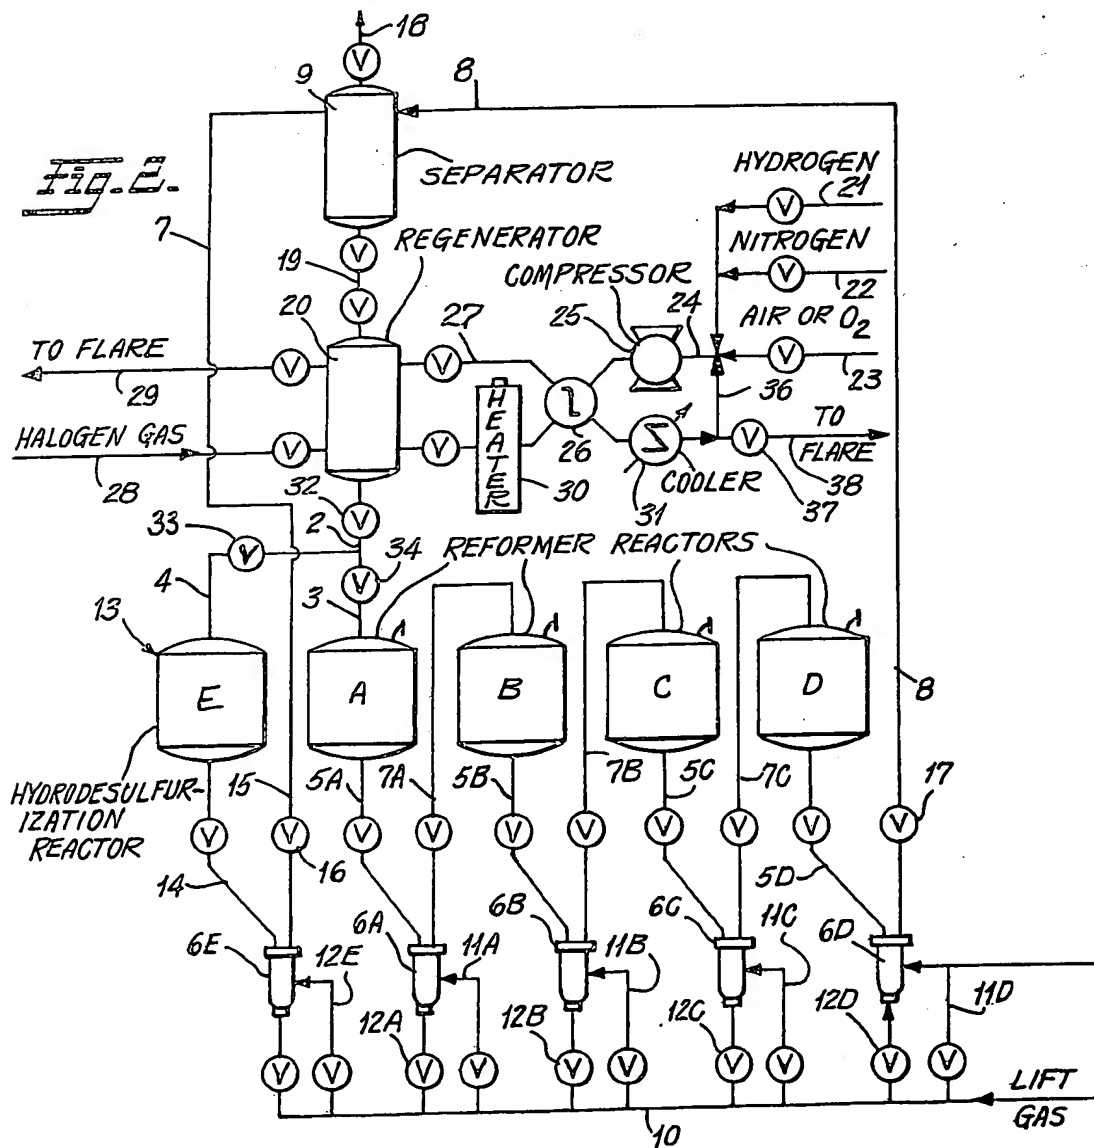 18
9
8
Fig. 2.
SEPARATOR
HYDROGEN
21
7
REGENERATOR
NITROGEN
19
COMPRESSOR
22
20
27
25
24
AIR OR O2
TO FLARE
29
36
23
HALOGEN GAS
HEATER
26
TO
FLARE
28
30
31
COOLER
38
37
32
2
33
34
REFORMER REACTORS
4
3
13
E
A
B
C
D
8
HYDRODESULFUR-
IZATION
REACTOR
15
5A
7A
5B
7B
5C
7C
17
14
16
5D
6E
12E
6A
11A
6B
11B
6C
11C
6D
12A
12B
12C
12D
11D
V V V V V V V V V V V V V V V V V V V V V V V V V V V V V V V V V
LIFT
GAS
10